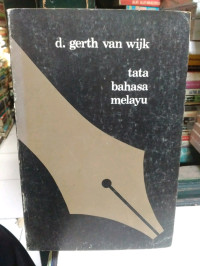 d. gerth van wijk
tata
bahasa
melayu